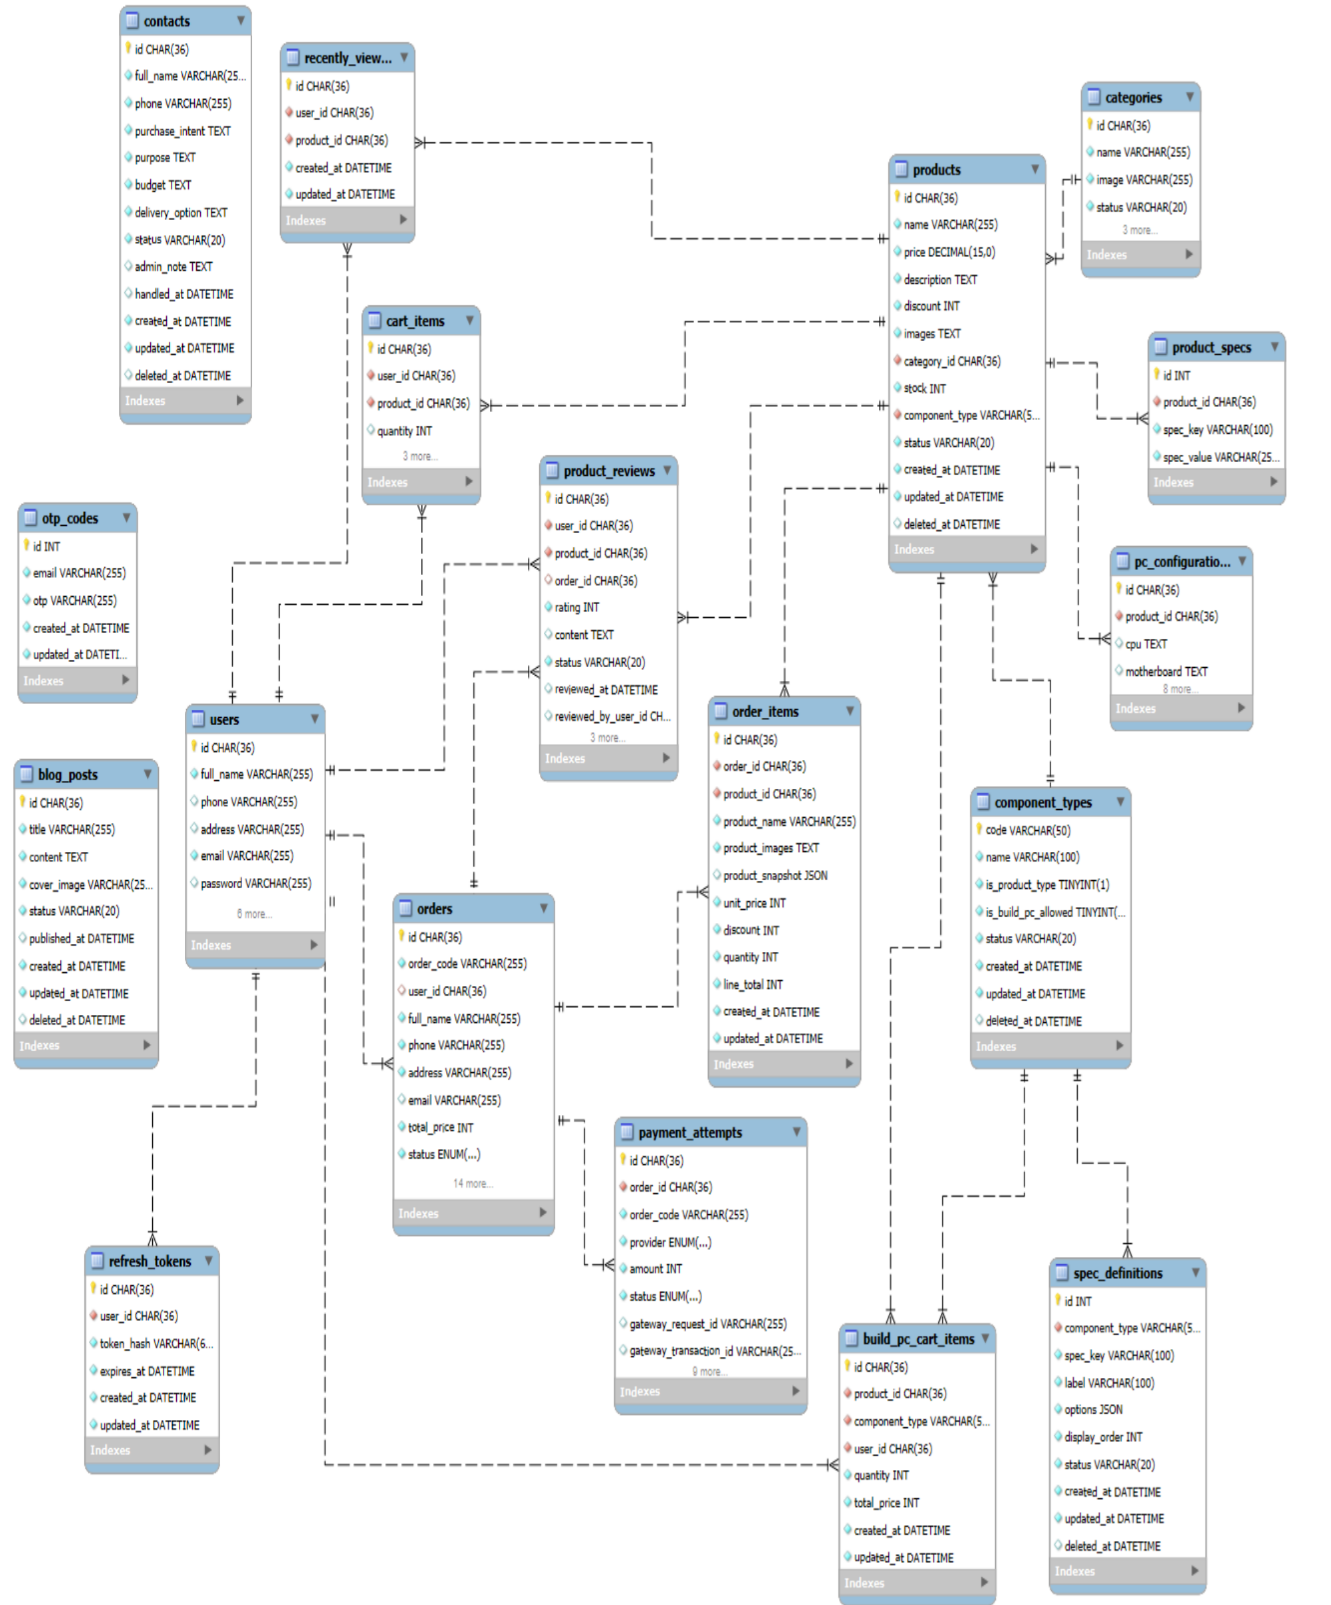 contacts
id CHAR(36)
full_name VARCHAR(25...
phone VARCHAR(255)
purchase_intent TEXT
purpose TEXT
budget TEXT
delivery_option TEXT
status VARCHAR(20)
admin_note TEXT
handled_at DATETIME
created_at DATETIME
updated_at DATETIME
deleted_at DATETIME
Indexes
recently_view...
id CHAR(36)
user_id CHAR(36)
product_id CHAR(36)
created_at DATETIME
updated_at DATETIME
Indexes
categories
id CHAR(36)
name VARCHAR(255)
image VARCHAR(255)
status VARCHAR(20)
3 more...
Indexes
products
id CHAR(36)
name VARCHAR(255)
price DECIMAL(15,0)
description TEXT
discount INT
images TEXT
category_id CHAR(36)
stock INT
component_type VARCHAR(5...
status VARCHAR(20)
created_at DATETIME
updated_at DATETIME
deleted_at DATETIME
Indexes
cart_items
id CHAR(36)
user_id CHAR(36)
product_id CHAR(36)
quantity INT
3 more...
Indexes
product_specs
id INT
product_id CHAR(36)
spec_key VARCHAR(100)
spec_value VARCHAR(25...
Indexes
product_reviews
id CHAR(36)
user_id CHAR(36)
product_id CHAR(36)
order_id CHAR(36)
rating INT
content TEXT
status VARCHAR(20)
reviewed_at DATETIME
reviewed_by_user_id CH...
3 more...
Indexes
otp_codes
id INT
email VARCHAR(255)
otp VARCHAR(255)
created_at DATETIME
updated_at DATETI...
Indexes
pc_configuratio...
id CHAR(36)
product_id CHAR(36)
cpu TEXT
motherboard TEXT
8 more...
Indexes
users
id CHAR(36)
full_name VARCHAR(255)
phone VARCHAR(255)
address VARCHAR(255)
email VARCHAR(255)
password VARCHAR(255)
6 more...
Indexes
order_items
id CHAR(36)
order_id CHAR(36)
product_id CHAR(36)
product_name VARCHAR(255)
product_images TEXT
product_snapshot JSON
unit_price INT
discount INT
quantity INT
line_total INT
created_at DATETIME
updated_at DATETIME
Indexes
blog_posts
id CHAR(36)
title VARCHAR(255)
content TEXT
cover_image VARCHAR(25...
status VARCHAR(20)
published_at DATETIME
created_at DATETIME
updated_at DATETIME
deleted_at DATETIME
Indexes
component_types
code VARCHAR(50)
name VARCHAR(100)
is_product_type TINYINT(1)
is_build_pc_allowed TINYINT(...
status VARCHAR(20)
created_at DATETIME
updated_at DATETIME
deleted_at DATETIME
Indexes
orders
id CHAR(36)
order_code VARCHAR(255)
user_id CHAR(36)
full_name VARCHAR(255)
phone VARCHAR(255)
address VARCHAR(255)
email VARCHAR(255)
total_price INT
status ENUM(...)
14 more...
Indexes
payment_attempts
id CHAR(36)
order_id CHAR(36)
order_code VARCHAR(255)
provider ENUM(...)
amount INT
status ENUM(...)
gateway_request_id VARCHAR(255)
gateway_transaction_id VARCHAR(25...
9 more...
Indexes
refresh_tokens
id CHAR(36)
user_id CHAR(36)
token_hash VARCHAR(6...
expires_at DATETIME
created_at DATETIME
updated_at DATETIME
Indexes
spec_definitions
id INT
component_type VARCHAR(5...
spec_key VARCHAR(100)
label VARCHAR(100)
options JSON
display_order INT
status VARCHAR(20)
created_at DATETIME
updated_at DATETIME
deleted_at DATETIME
Indexes
build_pc_cart_items
id CHAR(36)
product_id CHAR(36)
component_type VARCHAR(5...
user_id CHAR(36)
quantity INT
total_price INT
created_at DATETIME
updated_at DATETIME
Indexes